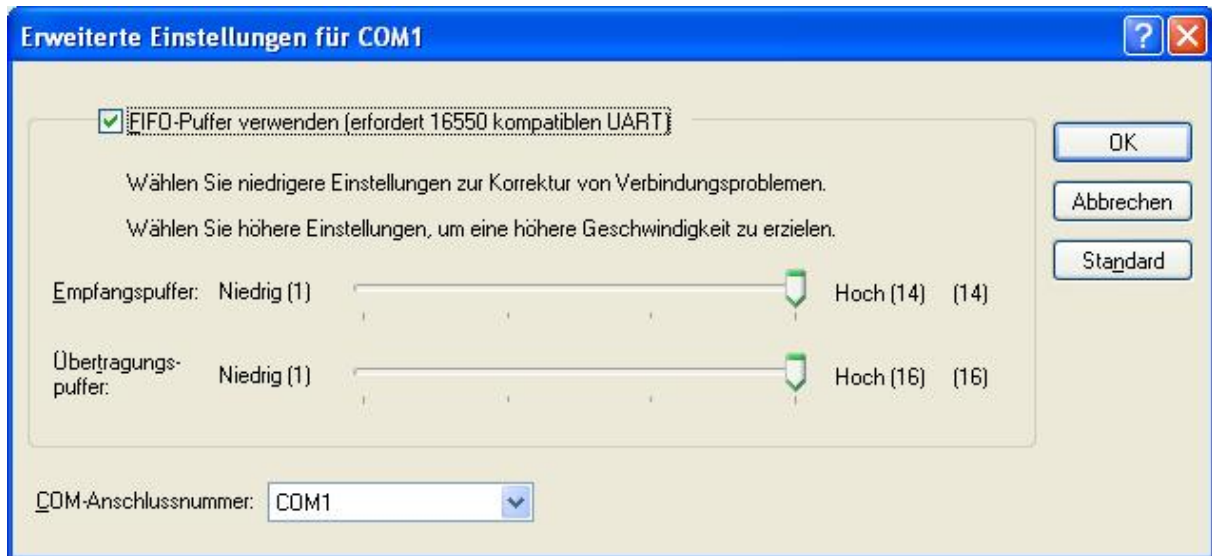 Erweiterte Einstellungen für COM1
FIFO-Puffer verwenden (erfordert 16550 kompatiblen UART)
Wählen Sie niedrigere Einstellungen zur Korrektur von Verbindungsproblemen.
Wählen Sie höhere Einstellungen, um eine höhere Geschwindigkeit zu erzielen.
Empfangspuffer: Niedrig (1) Hoch (14) (14)
Übertragungs-
puffer: Niedrig (1) Hoch (16) (16)
COM-Anschlussnummer: COM1
OK
Abbrechen
Standard